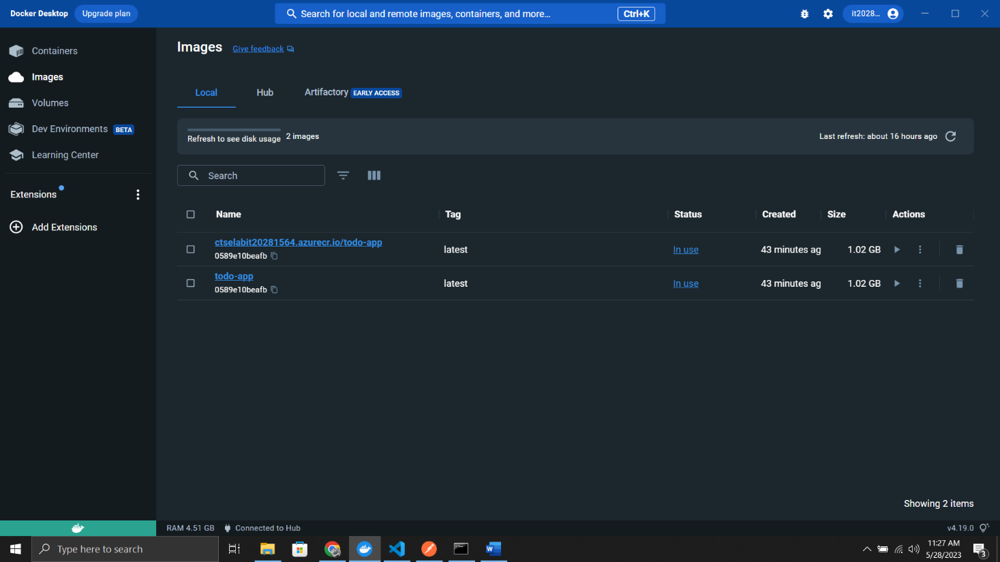 Docker Desktop Upgrade plan Search for local and remote images, containers, and more... Ctrl+K it2028...
Containers
Images
Volumes
Dev Environments BETA
Learning Center
Extensions
Add Extensions
Images Give feedback
Local Hub Artifactory EARLY ACCESS
Refresh to see disk usage 2 images Last refresh: about 16 hours ago
Search
Name Tag Status Created Size Actions
ctselabit20281564.azurecr.io/todo-app
0589e10beafb latest In use 43 minutes ag 1.02 GB
todo-app
0589e10beafb latest In use 43 minutes ag 1.02 GB
Showing 2 items
RAM 4.51 GB Connected to Hub v4.19.0
Type here to search W 11:27 AM
5/28/2023 3